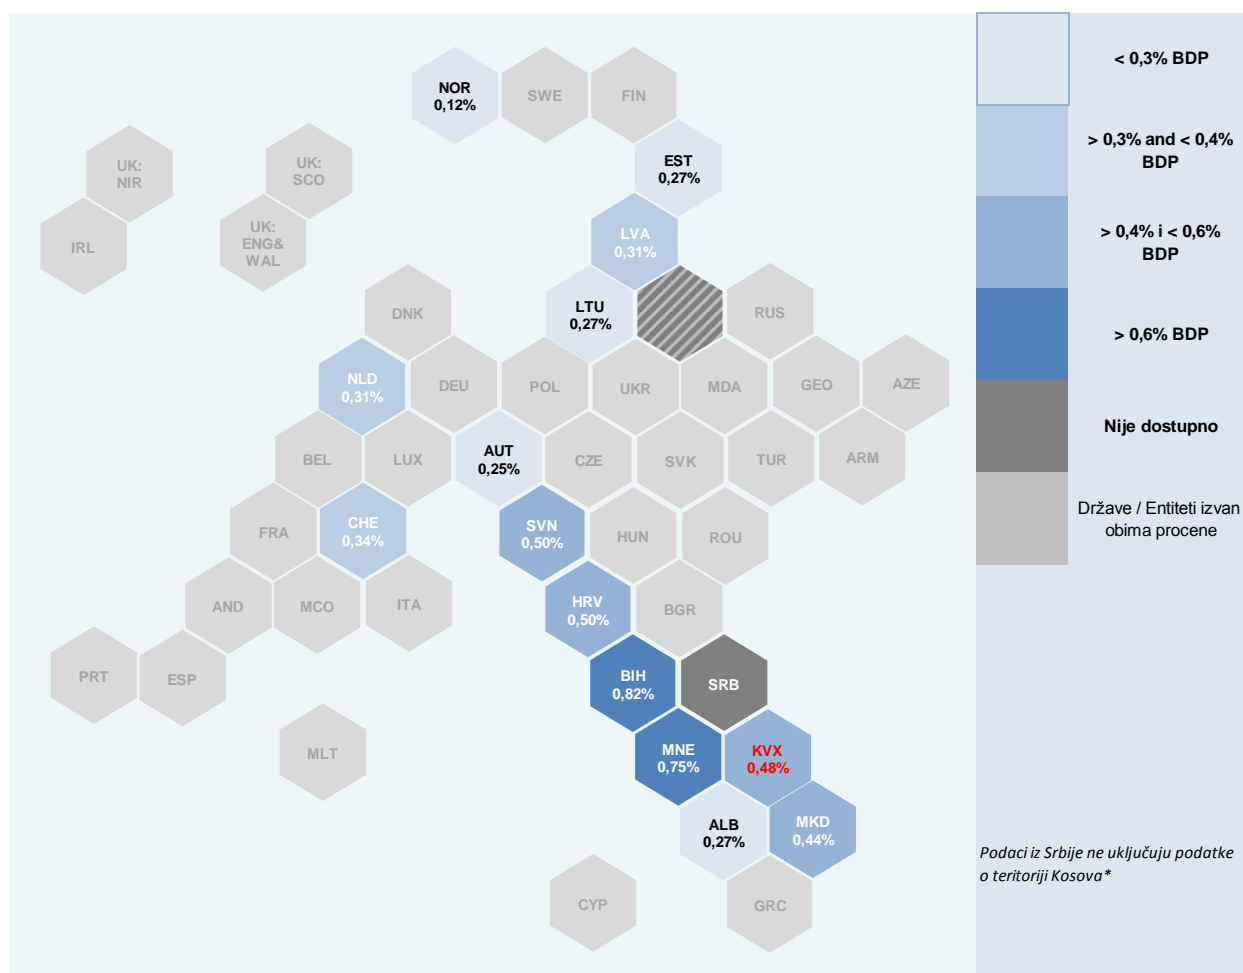 NOR
0,12%
SWE
FIN
EST
0,27%
UK:
NIR
UK:
SCO
IRL
UK:
ENG&
WAL
LVA
0,31%
DNK
LTU
0,27%
RUS
NLD
0,31%
DEU
POL
UKR
MDA
GEO
AZE
BEL
LUX
AUT
0,25%
CZE
SVK
TUR
ARM
FRA
CHE
0,34%
SVN
0,50%
HUN
ROU
AND
MCO
ITA
HRV
0,50%
BGR
PRT
ESP
BIH
0,82%
SRB
MLT
MNE
0,75%
KVX
0,48%
ALB
0,27%
MKD
0,44%
CYP
GRC
< 0,3% BDP
> 0,3% and < 0,4%
BDP
> 0,4% i < 0,6%
BDP
> 0,6% BDP
Nije dostupno
Države / Entiteti izvan
obima procene
Podaci iz Srbije ne uključuju podatke
o teritoriji Kosova*